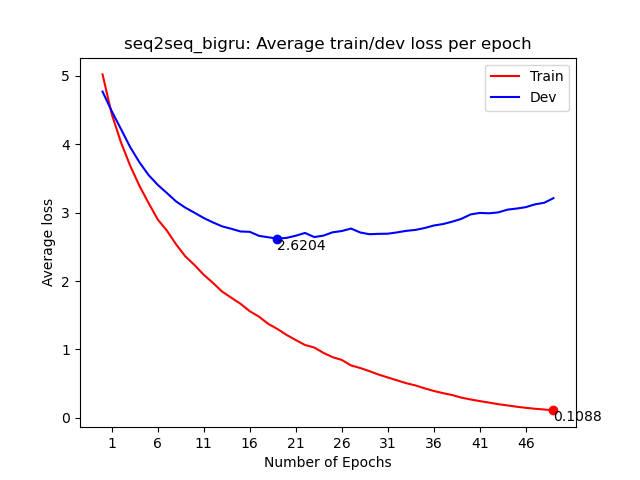 seq2seq_bigru: Average train/dev loss per epoch
Train
Dev
5
4
3
2
1
0
Average loss
2.6204
0.1088
1 6 11 16 21 26 31 36 41 46
Number of Epochs